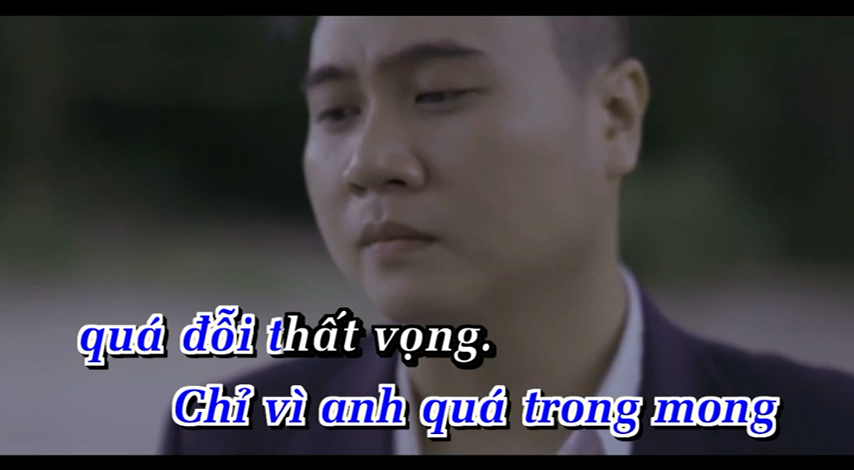 quá đỗi thất vọng.
Chỉ vì anh quá trong mong